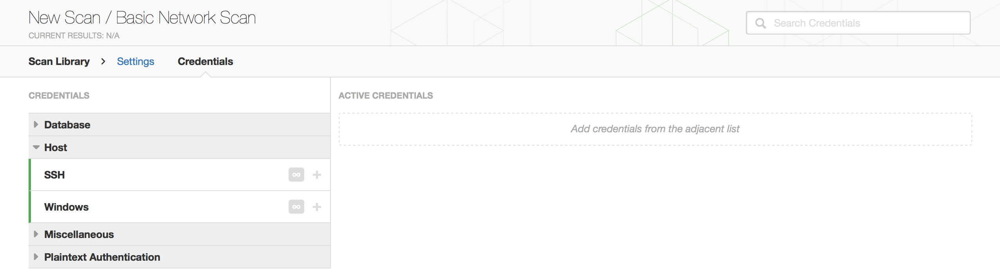 New Scan / Basic Network Scan
CURRENT RESULTS: N/A
Search Credentials
Scan Library > Settings Credentials
CREDENTIALS
Database
Host
SSH
∞ +
Windows
∞ +
Miscellaneous
Plaintext Authentication
ACTIVE CREDENTIALS
Add credentials from the adjacent list